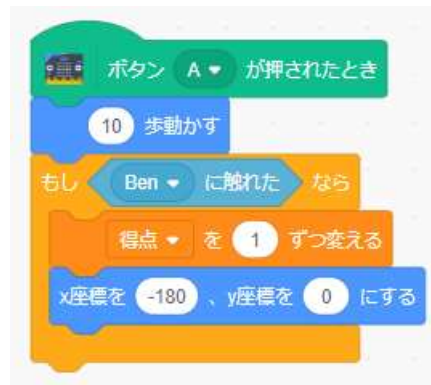 ボタン A が押されたとき
10 歩動かす
もし Ben に触れた なら
得点 を 1 ずつ変える
x座標を -180 、y座標を 0 にする